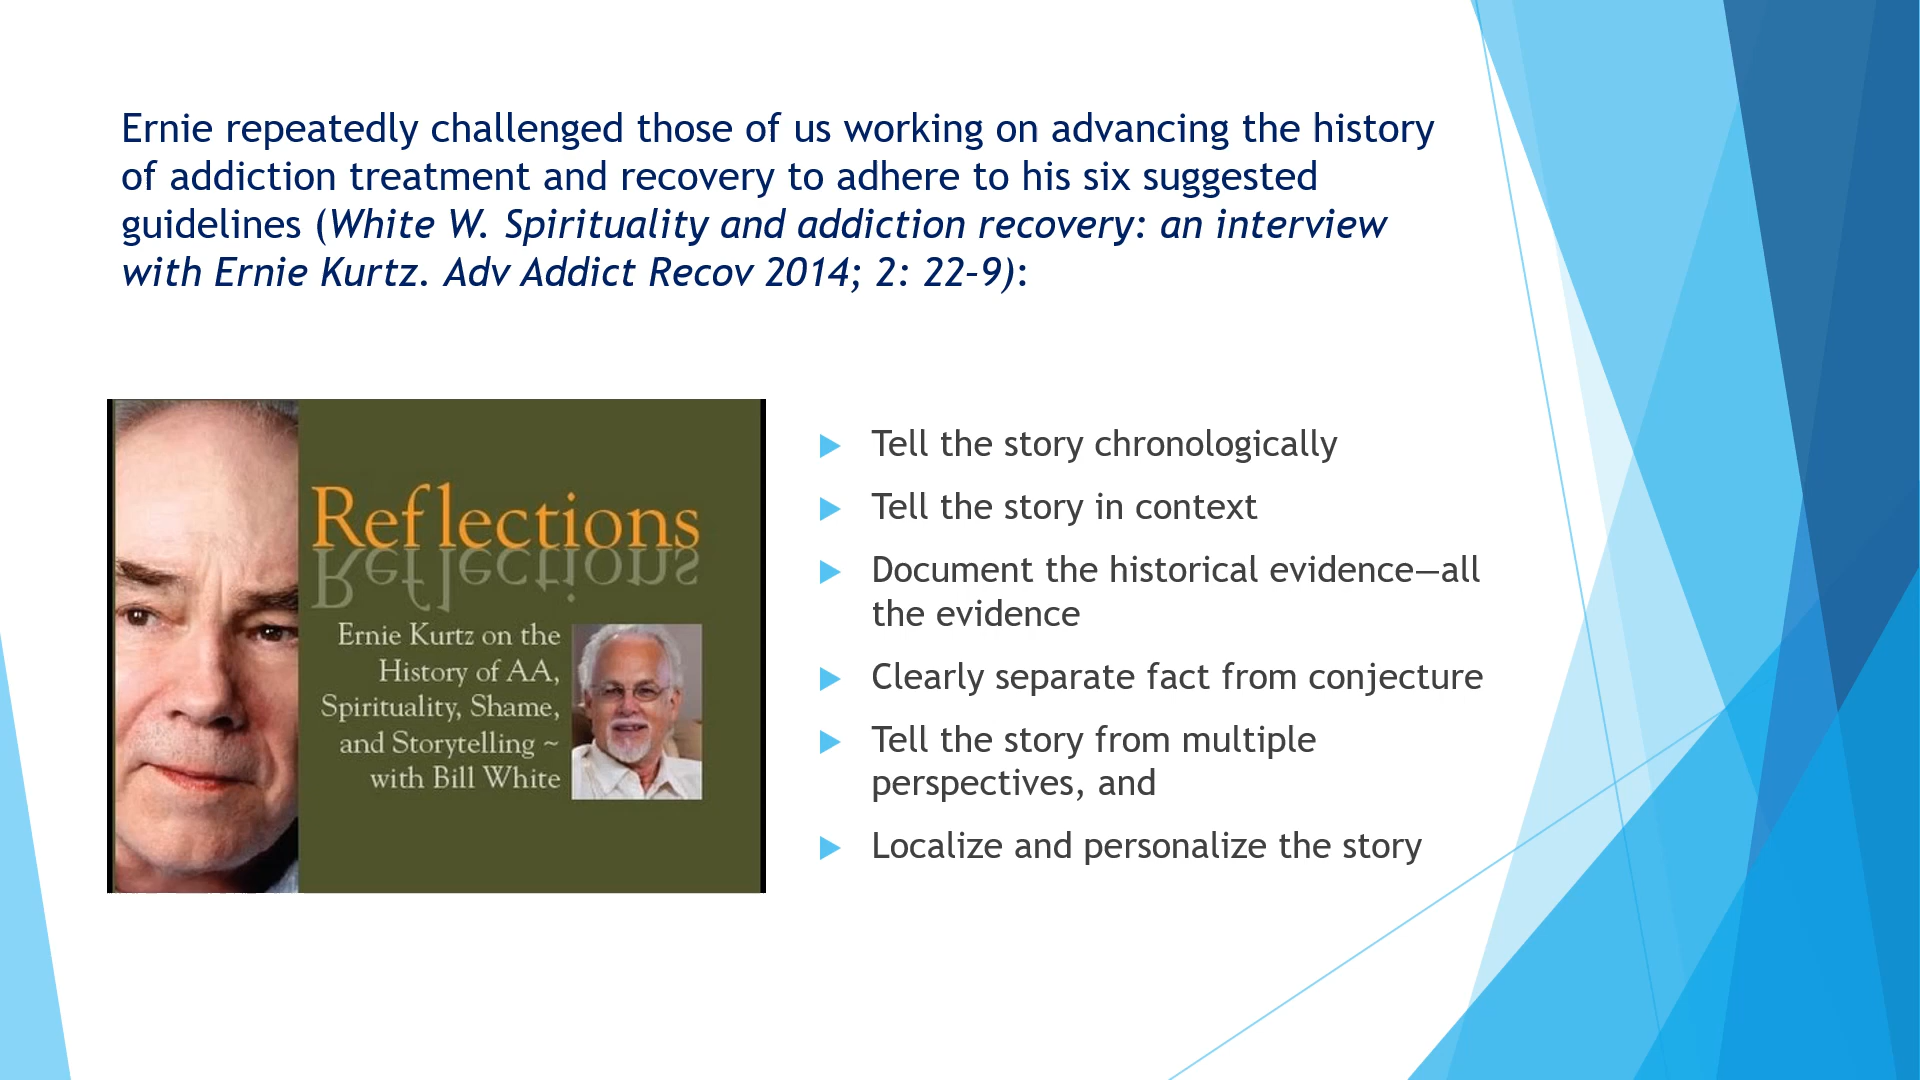 Ernie repeatedly challenged those of us working on advancing the history
of addiction treatment and recovery to adhere to his six suggested
guidelines (White W. Spirituality and addiction recovery: an interview
with Ernie Kurtz. Adv Addict Recov 2014; 2: 22–9):
Reflections
Reflections
Ernie Kurtz on the
History of AA,
Spirituality, Shame,
and Storytelling ~
with Bill White
Tell the story chronologically
Tell the story in context
Document the historical evidence—all
the evidence
Clearly separate fact from conjecture
Tell the story from multiple
perspectives, and
Localize and personalize the story